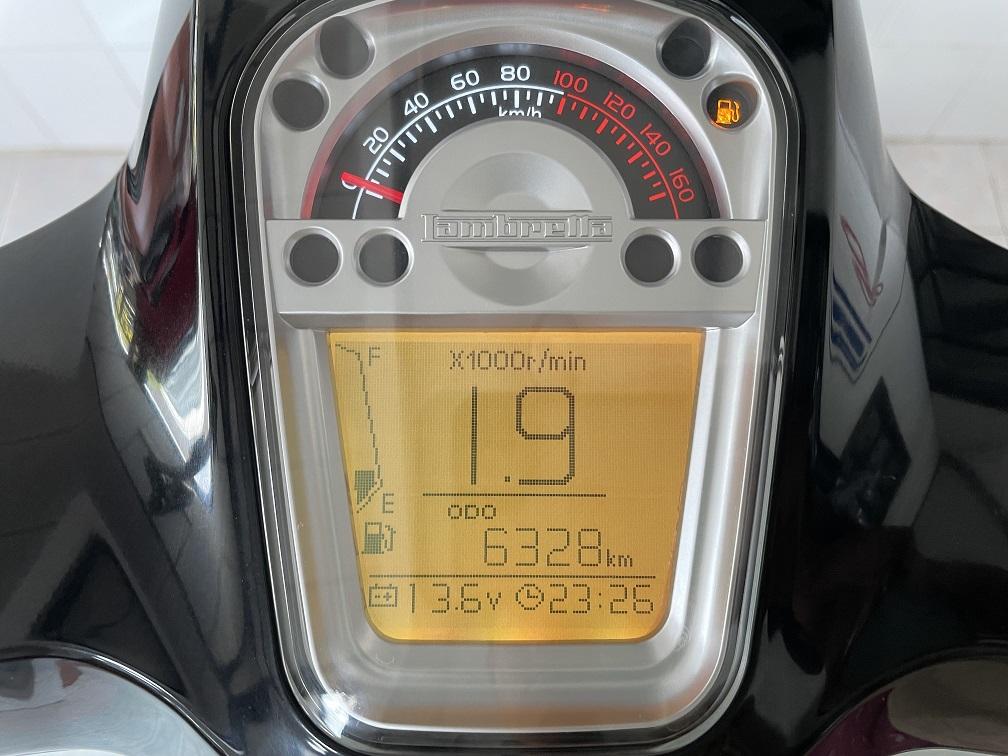 0 20 40 60 80 100 120 140 160
km/h
Lambretta
F
X1000r/min
1.9
E
ODO
6328km
13.6v 23:26